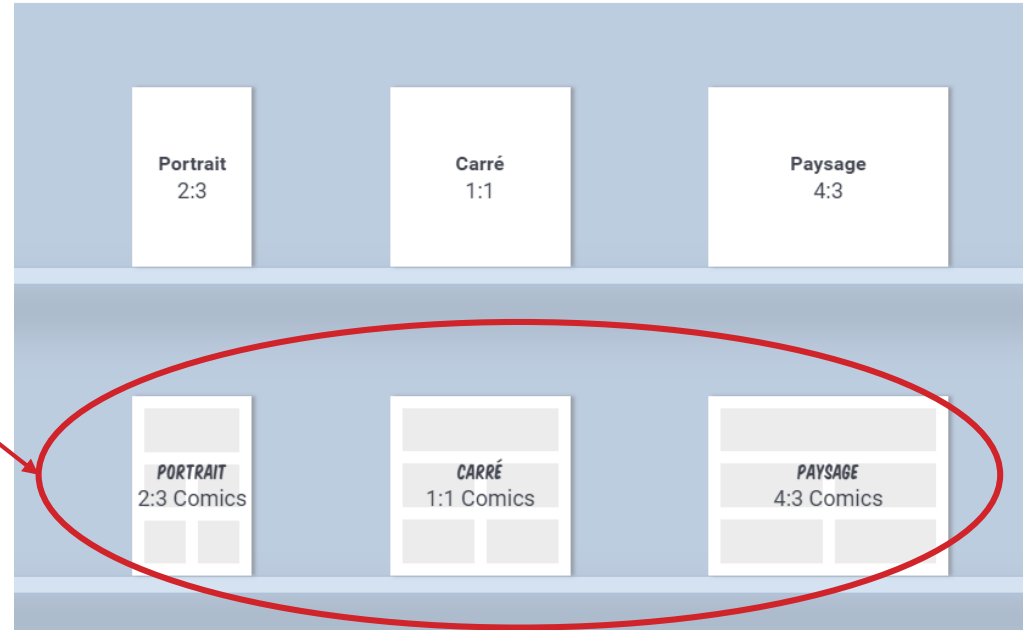 Portrait
2:3
Carré
1:1
Paysage
4:3
PORTRAIT
2:3 Comics
CARRÉ
1:1 Comics
PAYSAGE
4:3 Comics